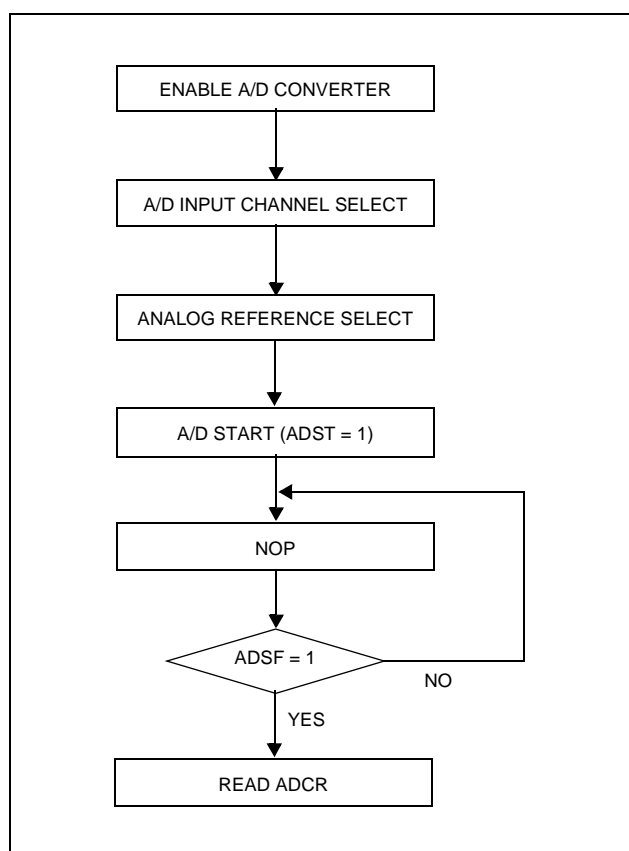 ENABLE A/D CONVERTER
A/D INPUT CHANNEL SELECT
ANALOG REFERENCE SELECT
A/D START (ADST = 1)
NOP
ADSF = 1
NO
YES
READ ADCR